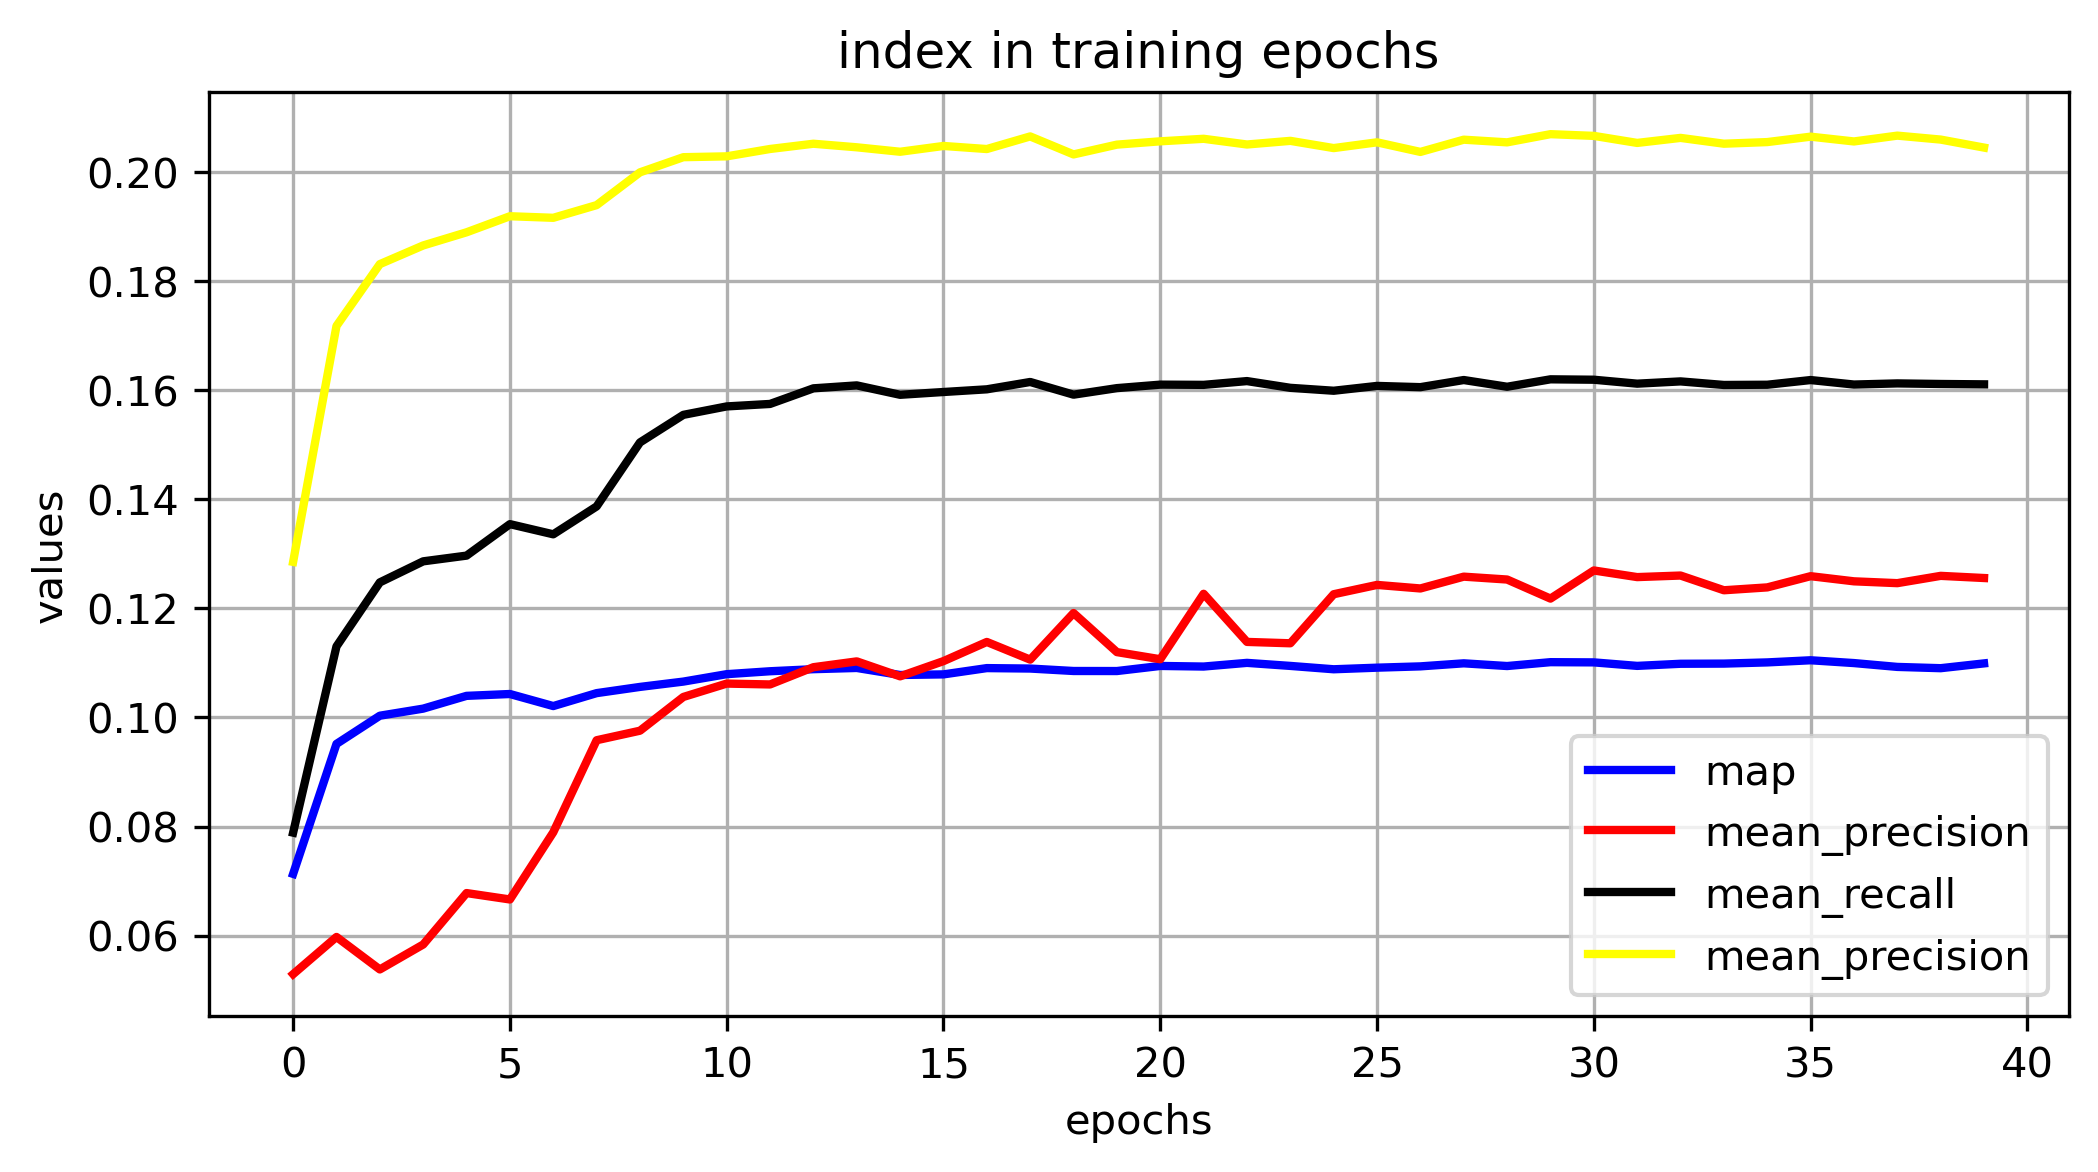 index in training epochs
values
0.20
0.18
0.16
0.14
0.12
0.10
0.08
0.06
map
mean_precision
mean_recall
mean_precision
0 5 10 15 20 25 30 35 40
epochs